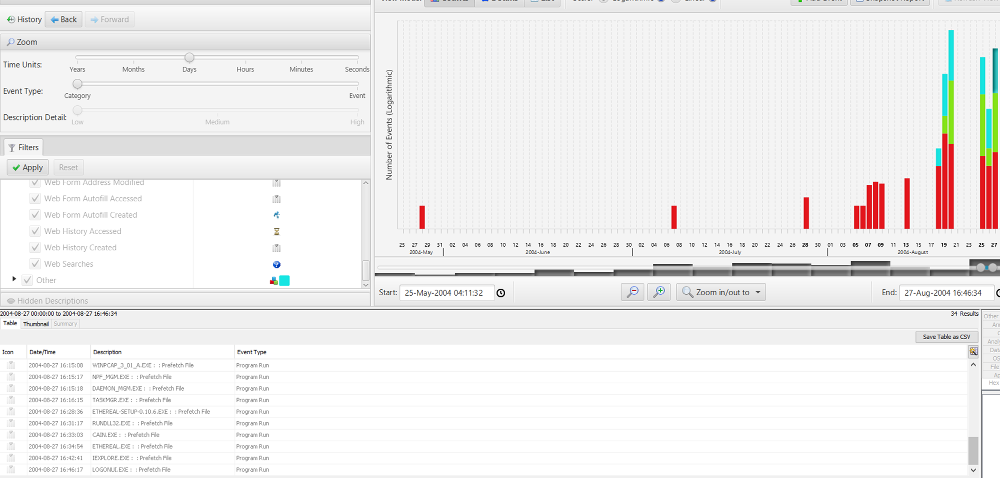 History Back Forward
Zoom
Time Units:
Years Months Days Hours Minutes Seconds
Event Type:
Category Event
Description Detail:
Low Medium High
Filters
Apply Reset
Web Form Address Modified
Web Form Autofill Accessed
Web Form Autofill Created
Web History Accessed
Web History Created
Web Searches
Other
Hidden Descriptions
Number of Events (Logarithmic)
25 27 29 31 02 04 06 08 10 12 14 16 18 20 22 24 26 28 30 02 04 06 08 10 12 14 16 18 20 22 24 26 28 30 01 03 05 07 09 11 13 15 17 19 21 23 25 27
2004-May 2004-June 2004-July 2004-August
Start: 25-May-2004 04:11:32 Zoom in/out to End: 27-Aug-2004 16:46:34
2004-08-27 00:00:00 to 2004-08-27 16:46:34 34 Results
Table Thumbnail Summary
Save Table as CSV
Icon Date/Time Description Event Type
2004-08-27 16:15:08 WINPCAP_3_01_A.EXE : : Prefetch File Program Run
2004-08-27 16:15:17 NPF_MGM.EXE : : Prefetch File Program Run
2004-08-27 16:15:18 DAEMON_MGM.EXE : : Prefetch File Program Run
2004-08-27 16:16:15 TASKMGR.EXE : : Prefetch File Program Run
2004-08-27 16:28:36 ETHEREAL-SETUP-0.10.6.EXE : : Prefetch File Program Run
2004-08-27 16:31:17 RUNDLL32.EXE : : Prefetch File Program Run
2004-08-27 16:33:03 CAIN.EXE : : Prefetch File Program Run
2004-08-27 16:34:54 ETHEREAL.EXE : : Prefetch File Program Run
2004-08-27 16:42:41 IEXPLORE.EXE : : Prefetch File Program Run
2004-08-27 16:46:17 LOGONUI.EXE : : Prefetch File Program Run
Other
OS
File
Hex